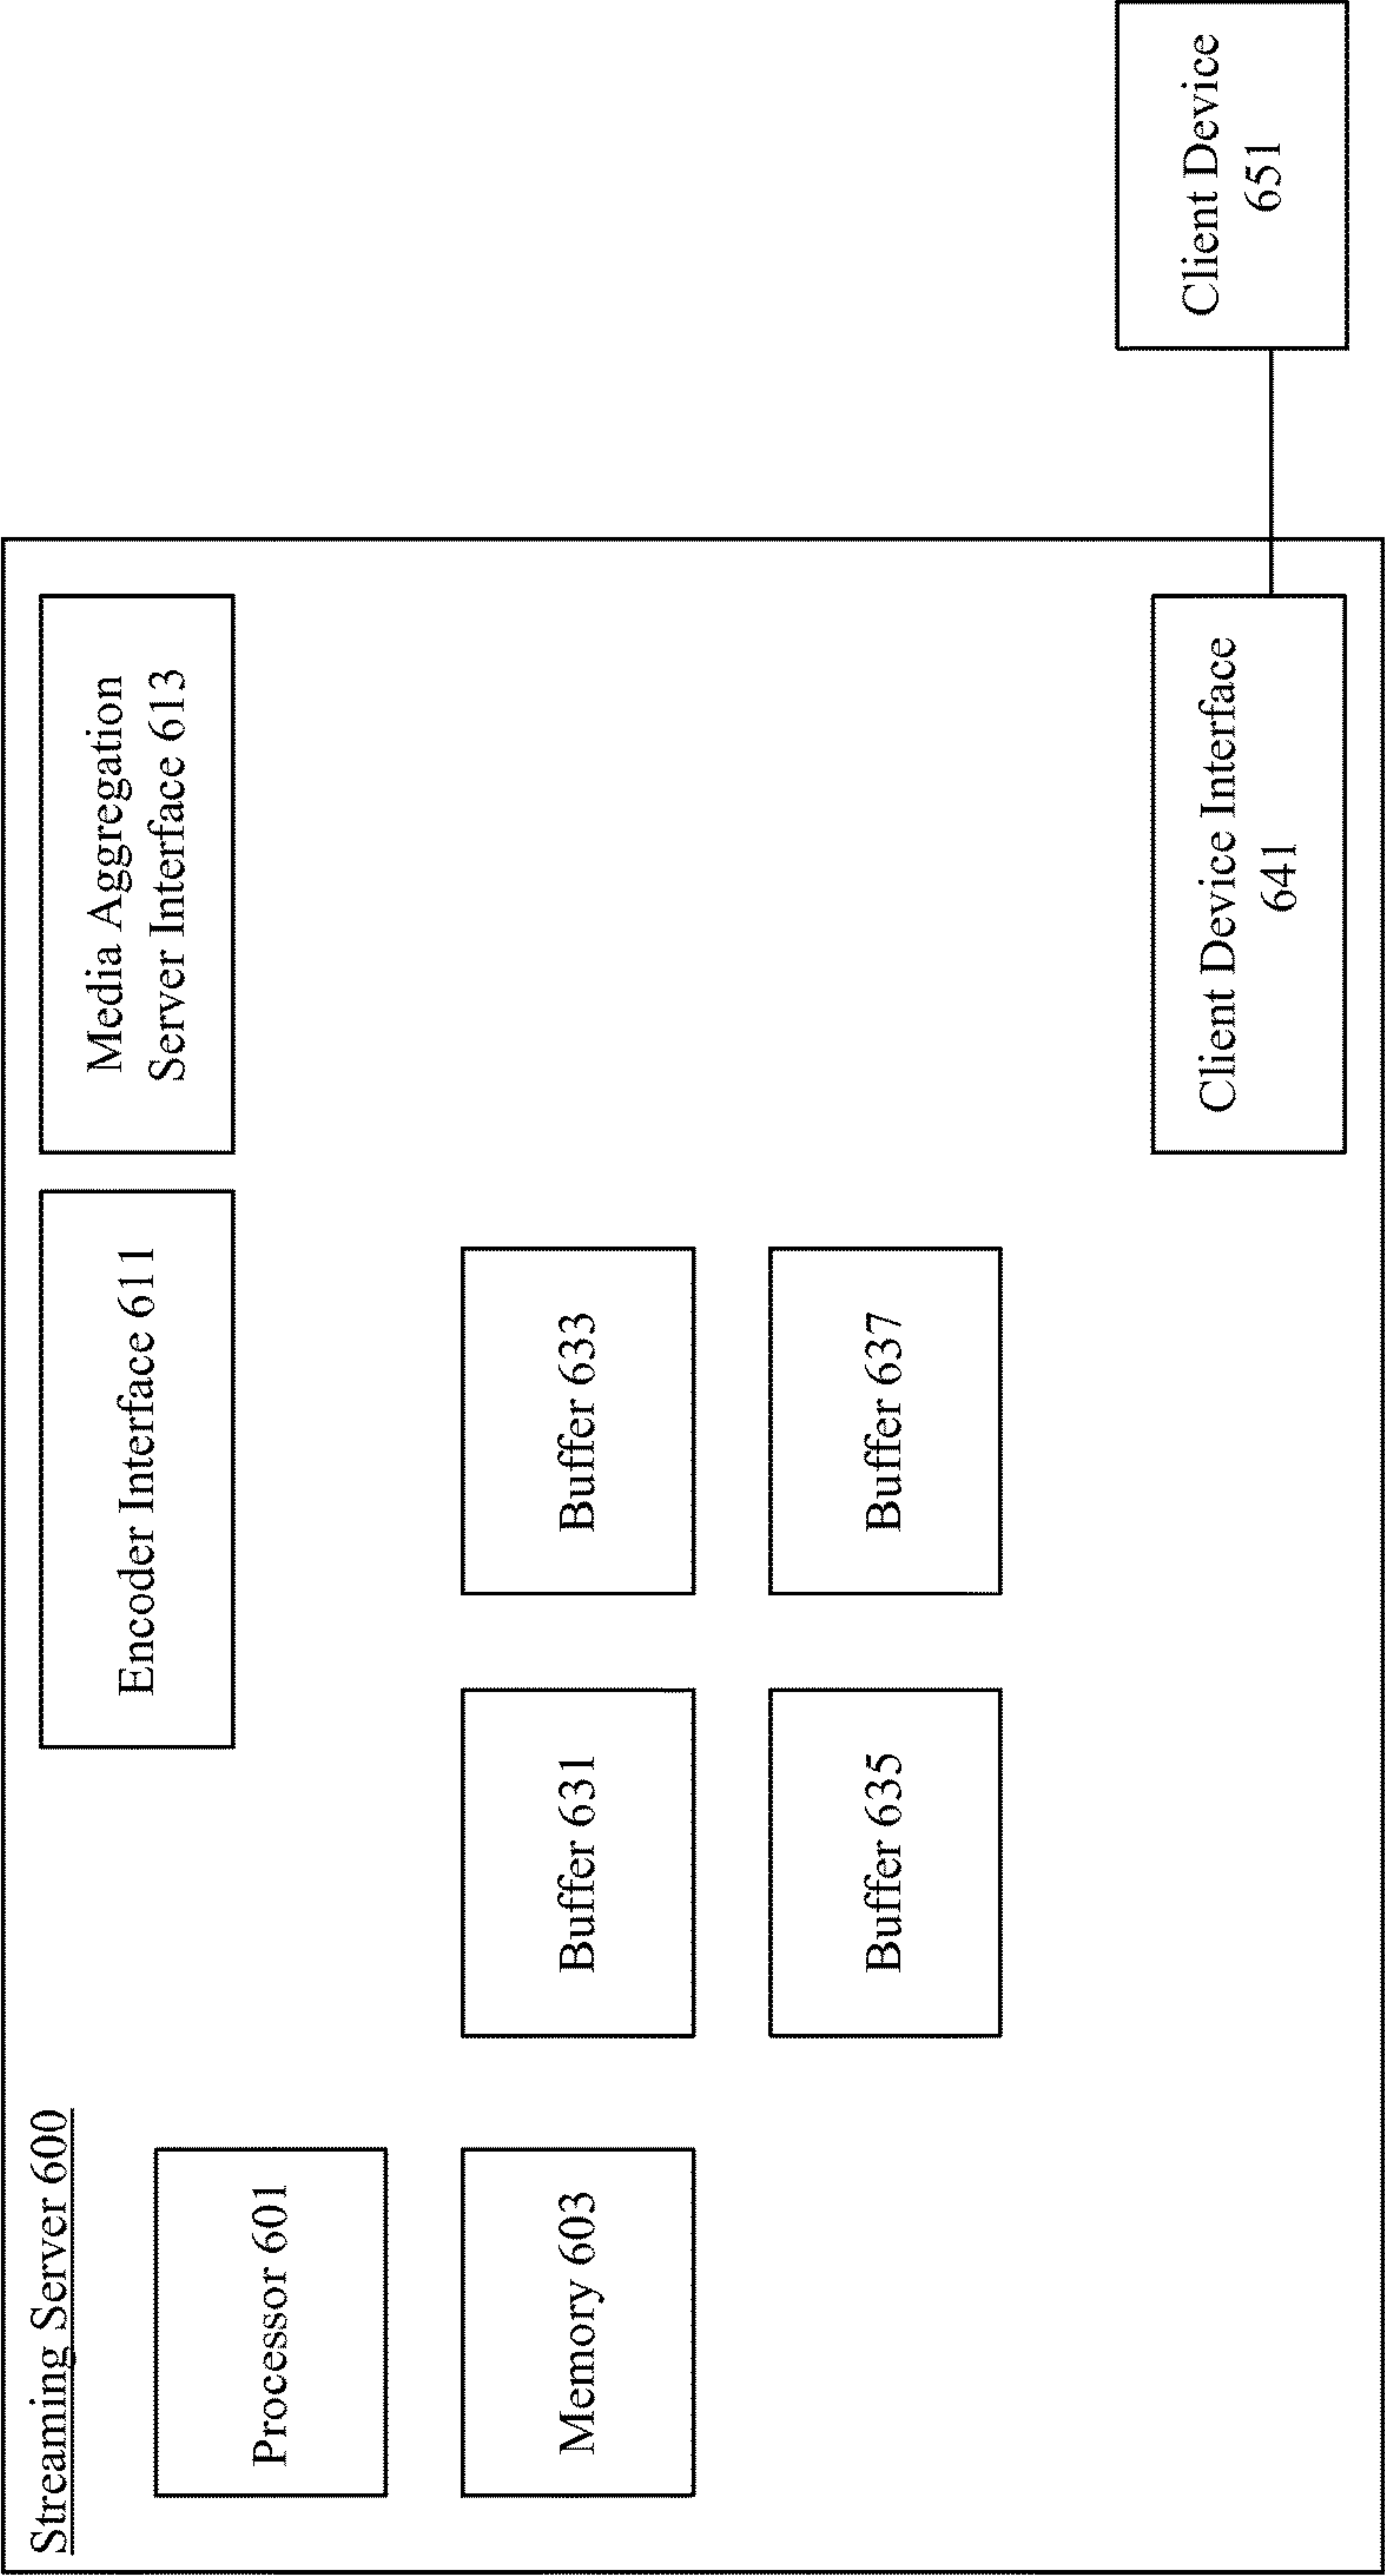 Streaming Server 600
Processor 601
Memory 603
Encoder Interface 611
Media Aggregation
Server Interface 613
Buffer 631
Buffer 633
Buffer 635
Buffer 637
Client Device Interface
641
Client Device
651